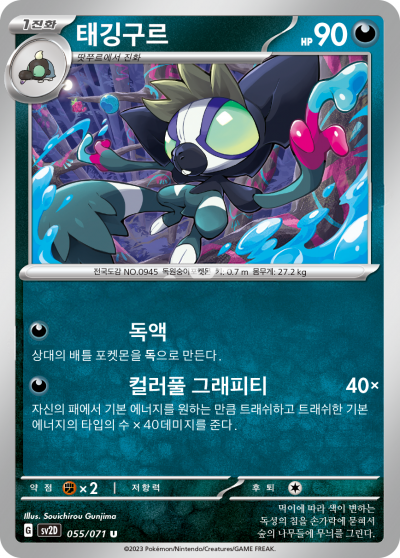 1진화
태깅구르
HP 90
땃쭈르에서 진화
전국도감 NO.0945 독원숭이포켓몬 키: 0.7 m 몸무게: 27.2 kg
독액
상대의 배틀 포켓몬을 독으로 만든다.
컬러풀 그래피티 40×
자신의 패에서 기본 에너지를 원하는 만큼 트래쉬하고 트래쉬한 기본
에너지의 타입의 수 × 40데미지를 준다.
약점 ×2 저항력 후퇴
Illus. Souichirou Gunjima
G SV2D 055/071 U
먹이에 따라 색이 변하는
독성의 침을 손가락에 묻혀서
숲의 나무들에 무늬를 그린다.
©2023 Pokémon/Nintendo/Creatures/GAME FREAK.